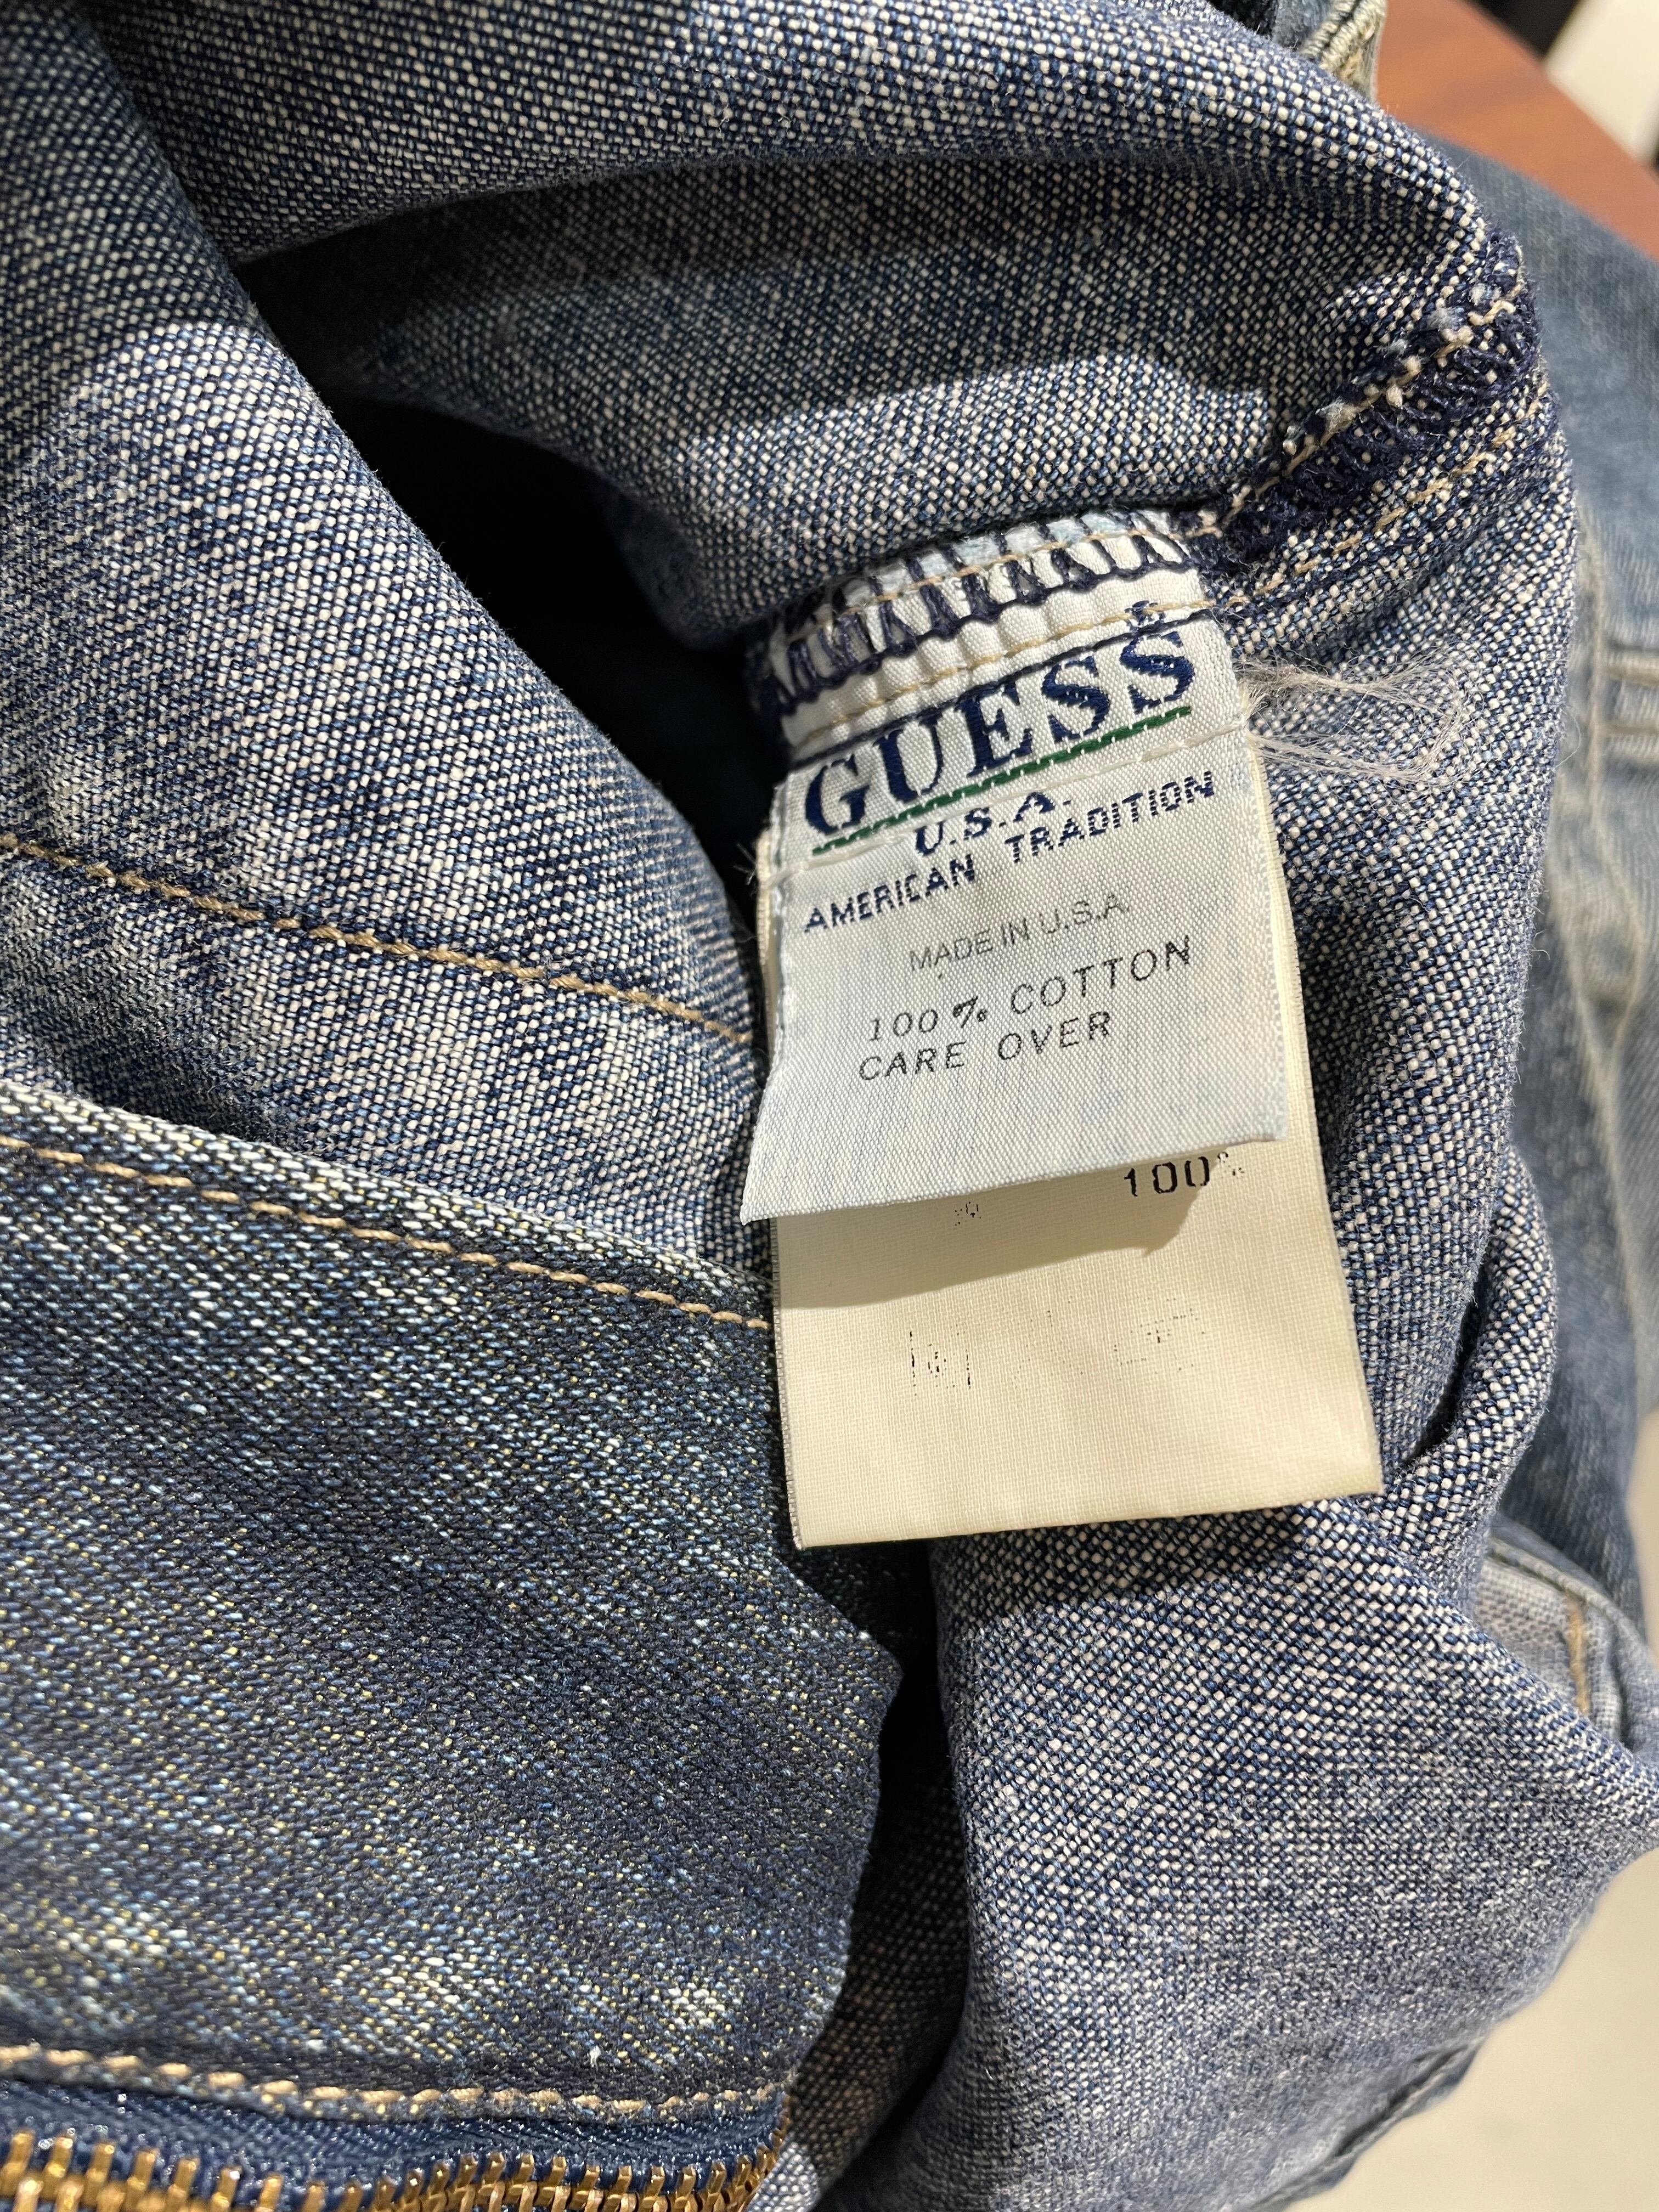 GUESS
U.S.A.
AMERICAN TRADITION
MADE IN U.S.A.
100% COTTON
CARE OVER
100%